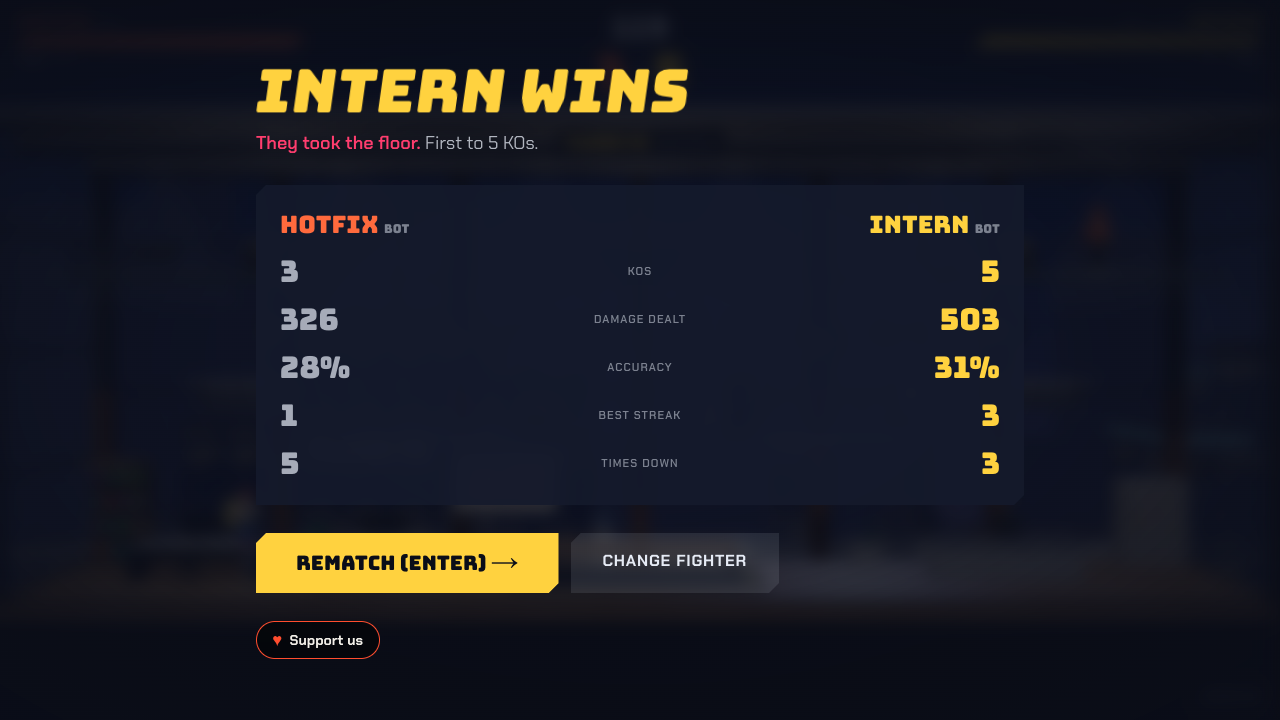 INTERN WINS
They took the floor. First to 5 KOs.
HOTFIX BOT INTERN BOT
3 KOS 5
326 DAMAGE DEALT 503
28% ACCURACY 31%
1 BEST STREAK 3
5 TIMES DOWN 3
REMATCH (ENTER) → CHANGE FIGHTER
♥ Support us